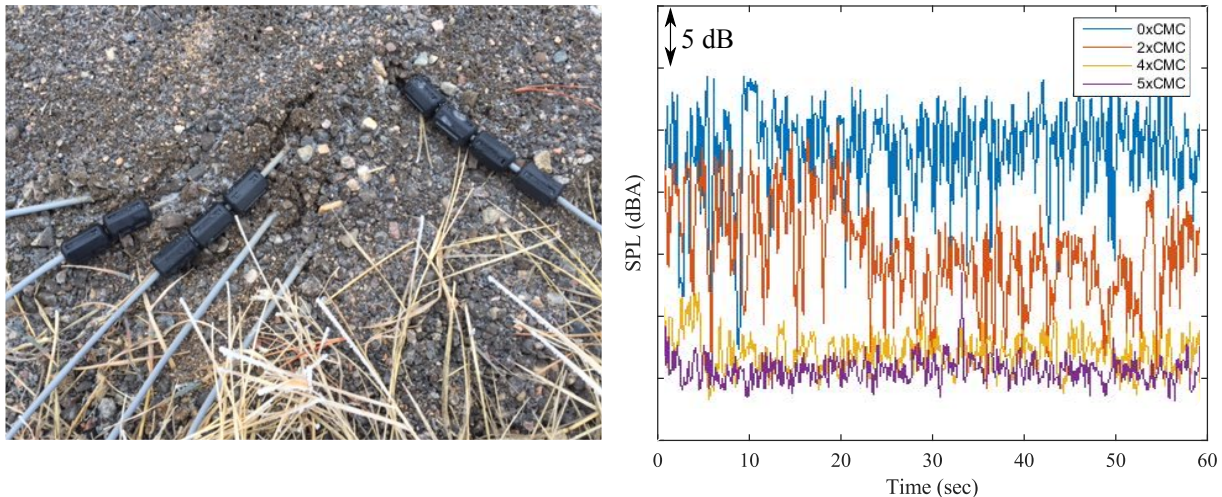 5 dB
0xCMC
2xCMC
4xCMC
5xCMC
SPL (dBA)
0 10 20 30 40 50 60
Time (sec)